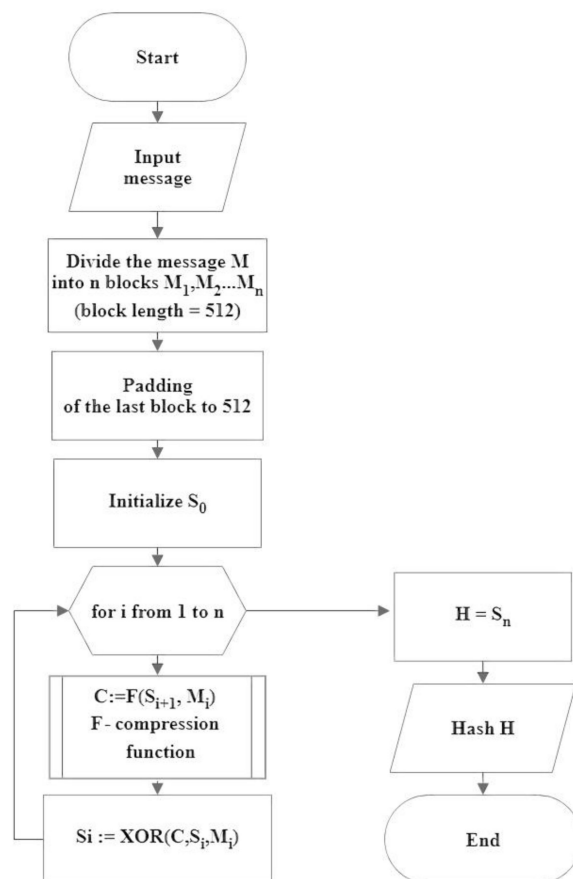 Start
Input
message
Divide the message M
into n blocks M₁,M₂...Mₙ
(block length = 512)
Padding
of the last block to 512
Initialize S₀
for i from 1 to n
C:=F(Sᵢ₊₁, Mᵢ)
F - compression
function
Si := XOR(C,Sᵢ,Mᵢ)
H = Sₙ
Hash H
End